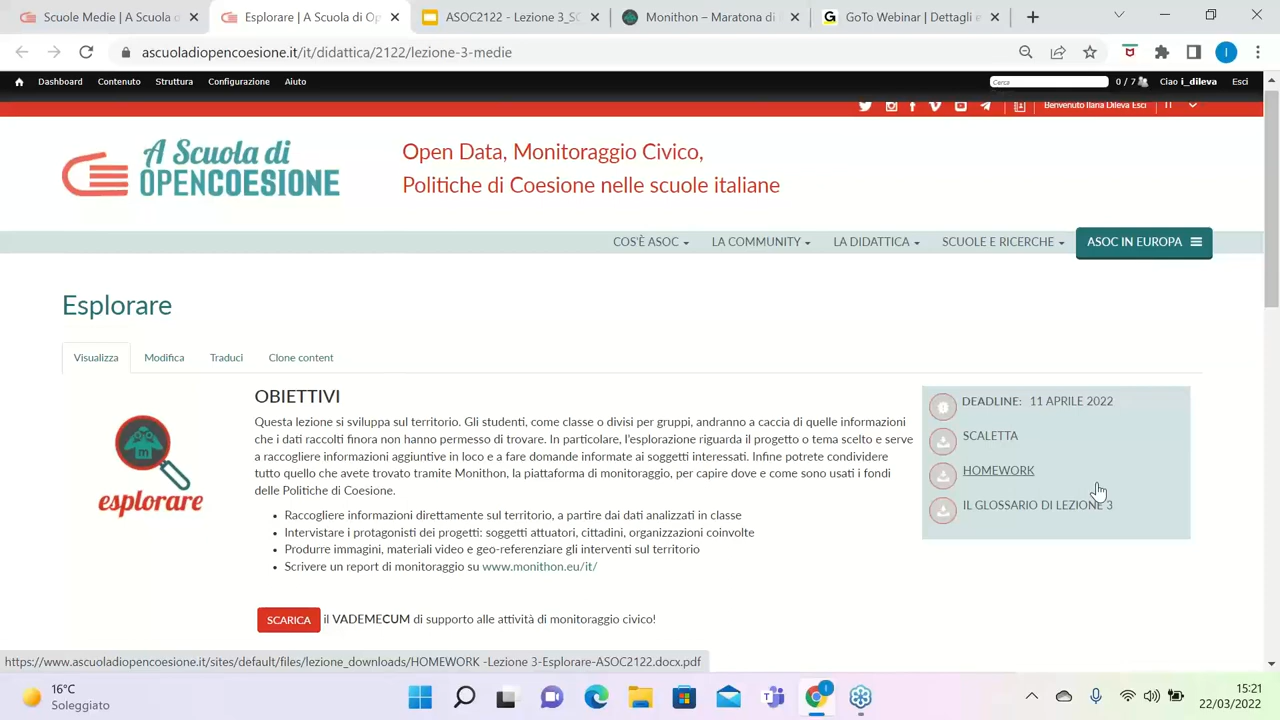 Scuole Medie | A Scuola d
Esplorare | A Scuola di Op
ASOC2122 - Lezione 3_SC
Monithon – Maratona di
GoTo Webinar | Dettagli e
ascuoladiopencoesione.it/it/didattica/2122/lezione-3-medie
Dashboard Contenuto Struttura Configurazione Aiuto
Cerca 0 / 7 Ciao i_dileva Esci
Benvenuto Ilaria Dileva Esci IT
A Scuola di
OPENCOESIONE
Open Data, Monitoraggio Civico,
Politiche di Coesione nelle scuole italiane
COS'È ASOC LA COMMUNITY LA DIDATTICA SCUOLE E RICERCHE ASOC IN EUROPA
Esplorare
Visualizza Modifica Traduci Clone content
esplorare
OBIETTIVI
Questa lezione si sviluppa sul territorio. Gli studenti, come classe o divisi per gruppi, andranno a caccia di quelle informazioni
che i dati raccolti finora non hanno permesso di trovare. In particolare, l'esplorazione riguarda il progetto o tema scelto e serve
a raccogliere informazioni aggiuntive in loco e a fare domande informate ai soggetti interessati. Infine potrete condividere
tutto quello che avete trovato tramite Monithon, la piattaforma di monitoraggio, per capire dove e come sono usati i fondi
delle Politiche di Coesione.
• Raccogliere informazioni direttamente sul territorio, a partire dai dati analizzati in classe
• Intervistare i protagonisti dei progetti: soggetti attuatori, cittadini, organizzazioni coinvolte
• Produrre immagini, materiali video e geo-referenziare gli interventi sul territorio
• Scrivere un report di monitoraggio su www.monithon.eu/it/
SCARICA il VADEMECUM di supporto alle attività di monitoraggio civico!
DEADLINE: 11 APRILE 2022
SCALETTA
HOMEWORK
IL GLOSSARIO DI LEZIONE 3
https://www.ascuoladiopencoesione.it/sites/default/files/lezione_downloads/HOMEWORK -Lezione 3-Esplorare-ASOC2122.docx.pdf
16°C
Soleggiato
15:21
22/03/2022